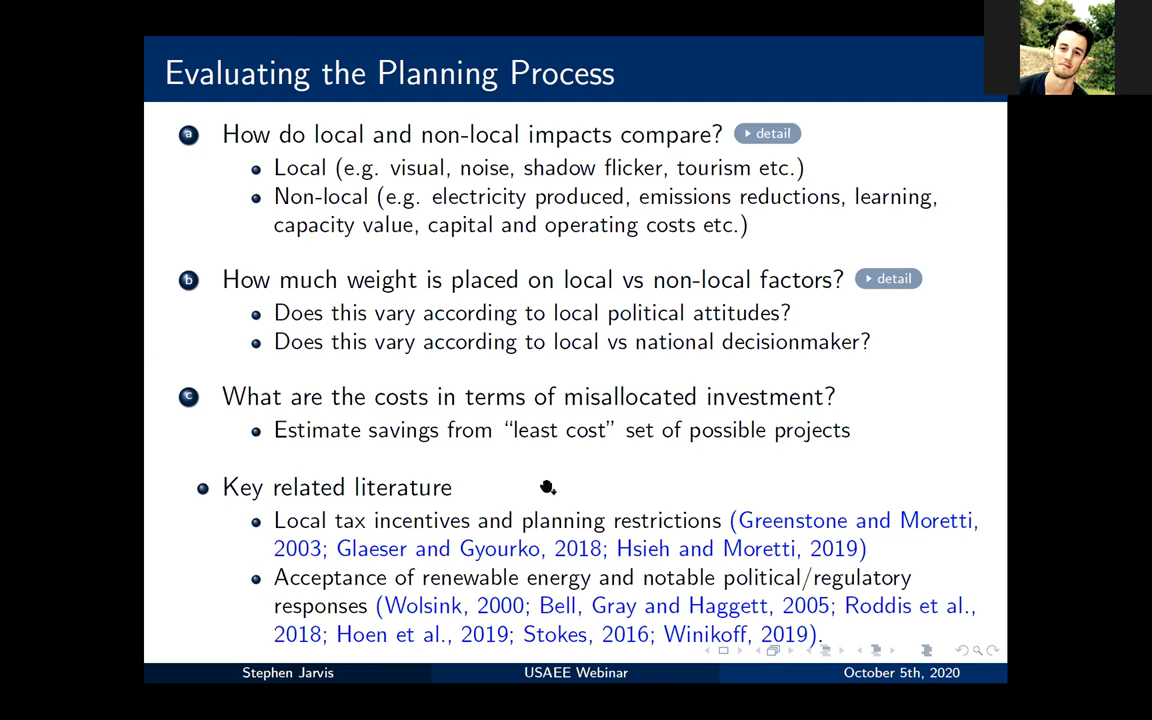 Evaluating the Planning Process
a How do local and non-local impacts compare? detail
Local (e.g. visual, noise, shadow flicker, tourism etc.)
Non-local (e.g. electricity produced, emissions reductions, learning,
capacity value, capital and operating costs etc.)
b How much weight is placed on local vs non-local factors? detail
Does this vary according to local political attitudes?
Does this vary according to local vs national decisionmaker?
c What are the costs in terms of misallocated investment?
Estimate savings from “least cost” set of possible projects
Key related literature
Local tax incentives and planning restrictions (Greenstone and Moretti,
2003; Glaeser and Gyourko, 2018; Hsieh and Moretti, 2019)
Acceptance of renewable energy and notable political/regulatory
responses (Wolsink, 2000; Bell, Gray and Haggett, 2005; Roddis et al.,
2018; Hoen et al., 2019; Stokes, 2016; Winikoff, 2019).
Stephen Jarvis USAEE Webinar October 5th, 2020